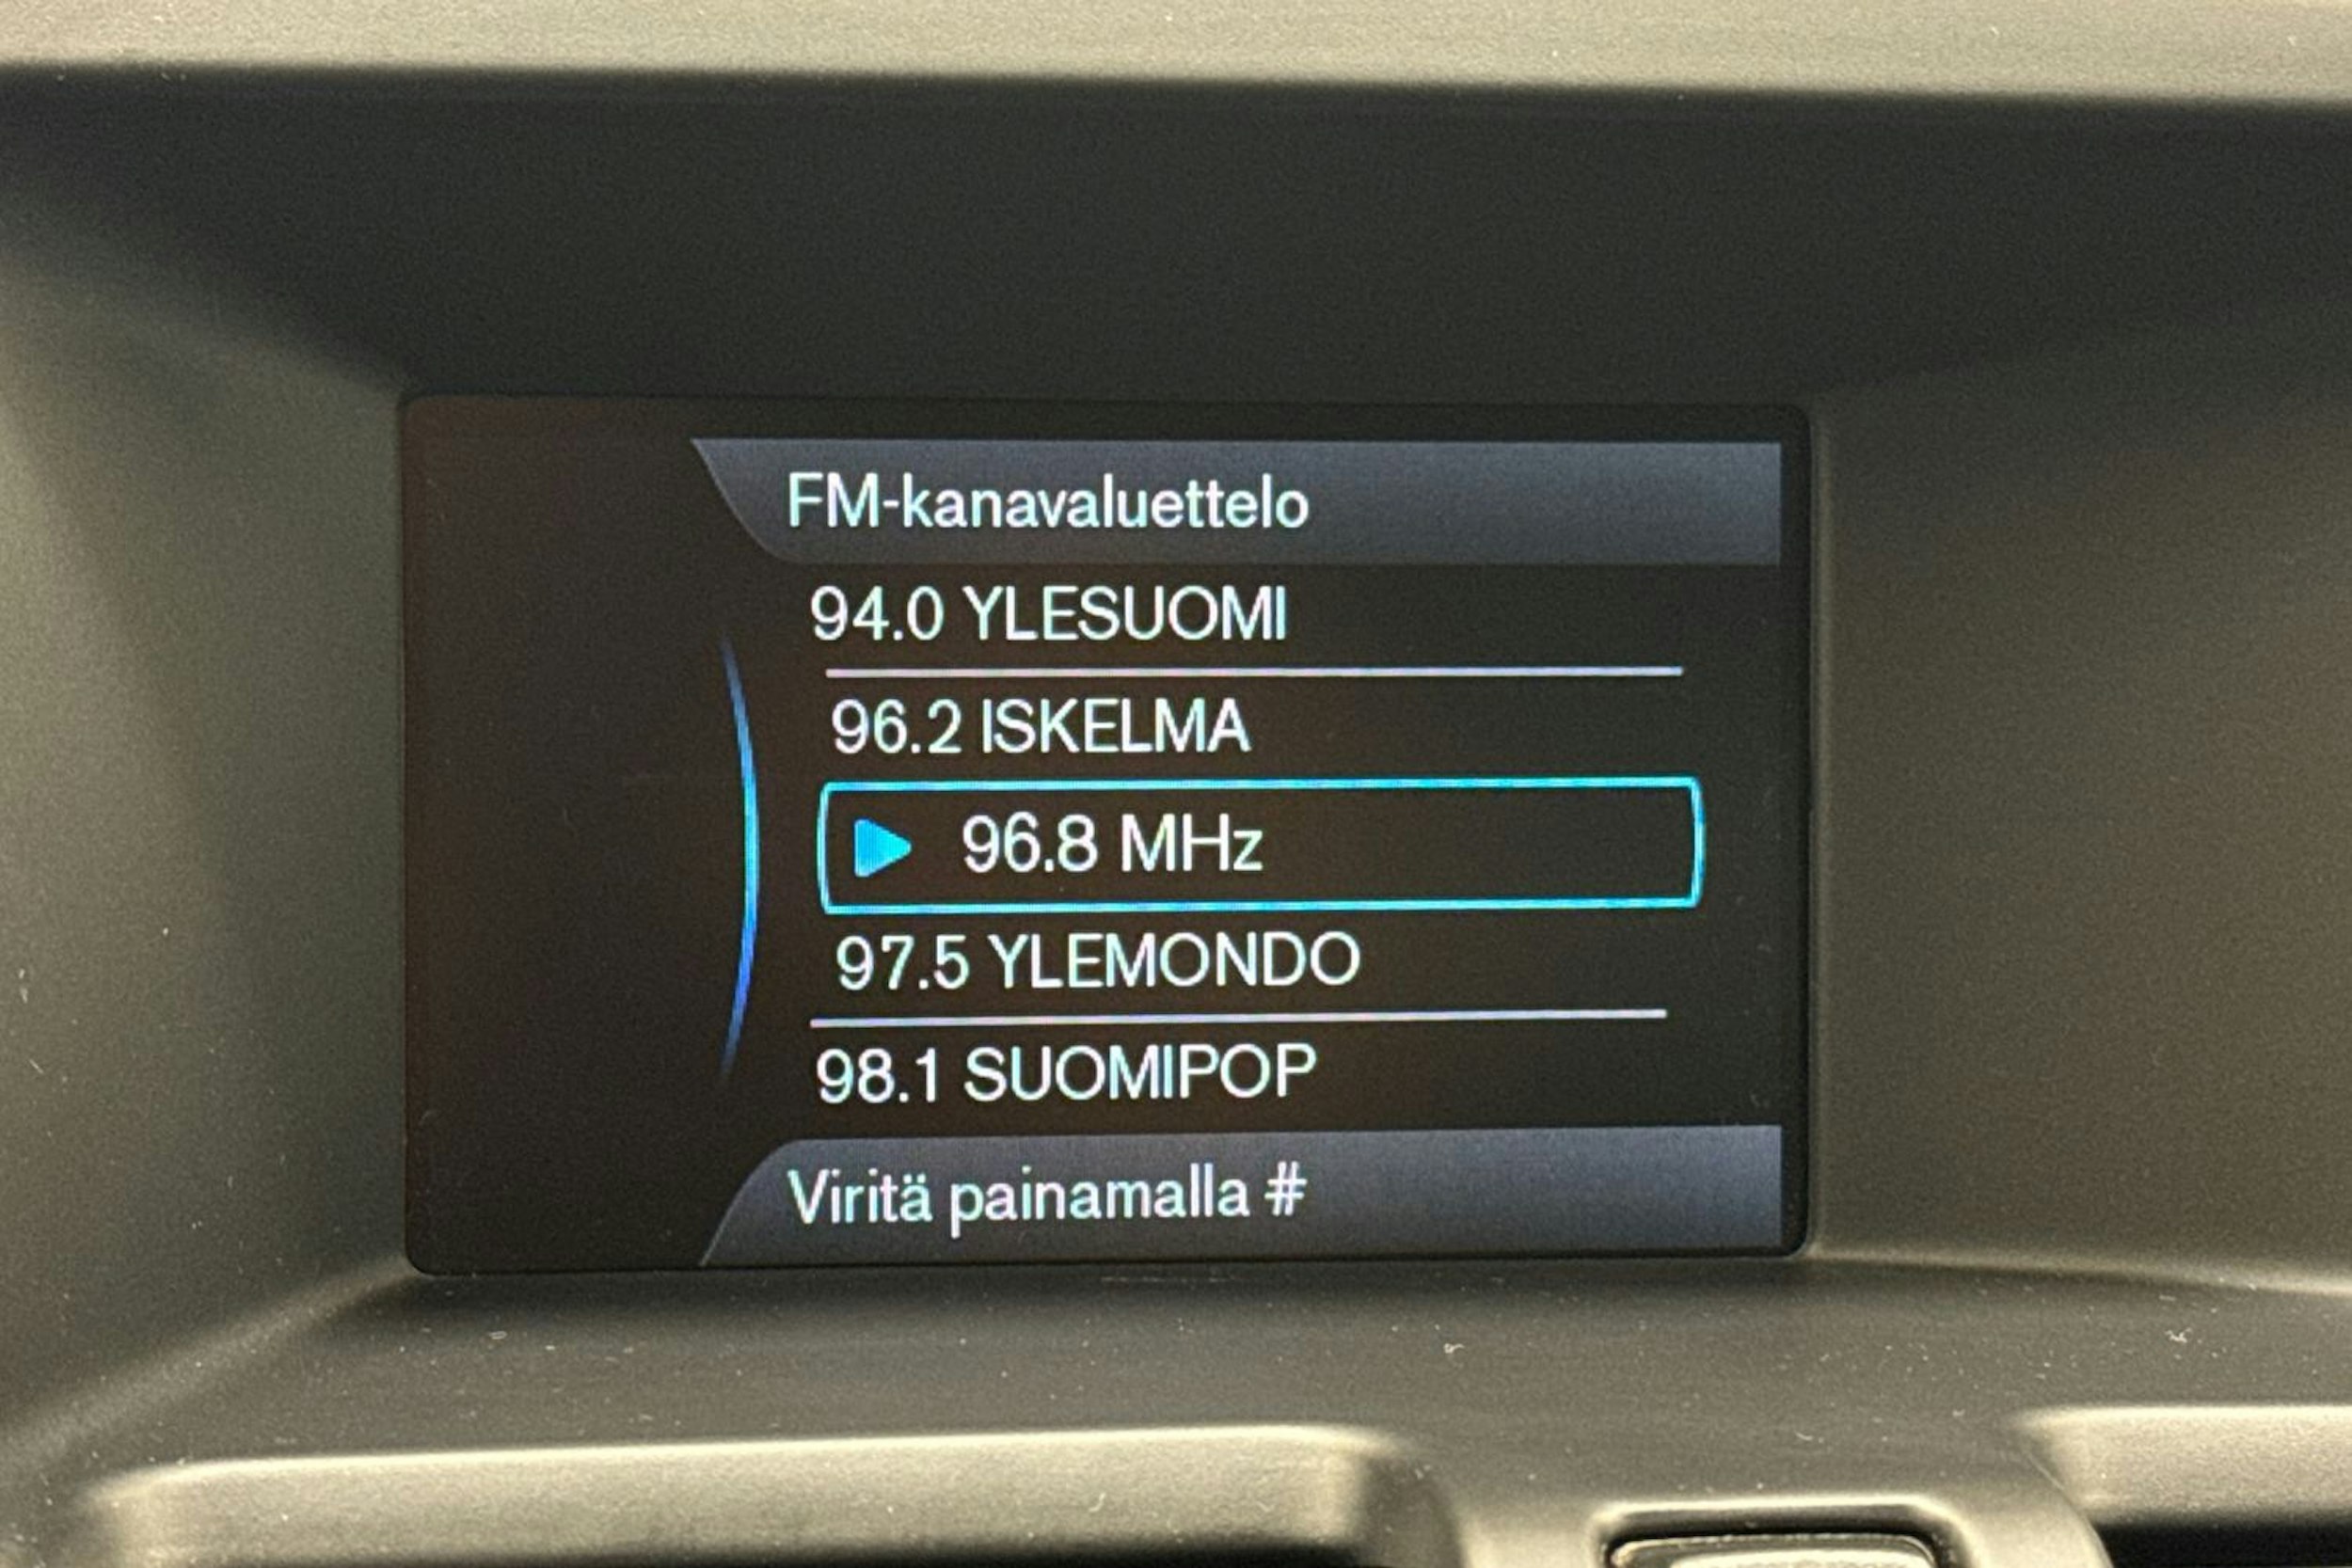 FM-kanavaluettelo
94.0 YLESUOMI
96.2 ISKELMA
96.8 MHz
97.5 YLEMONDO
98.1 SUOMIPOP
Viritä painamalla #